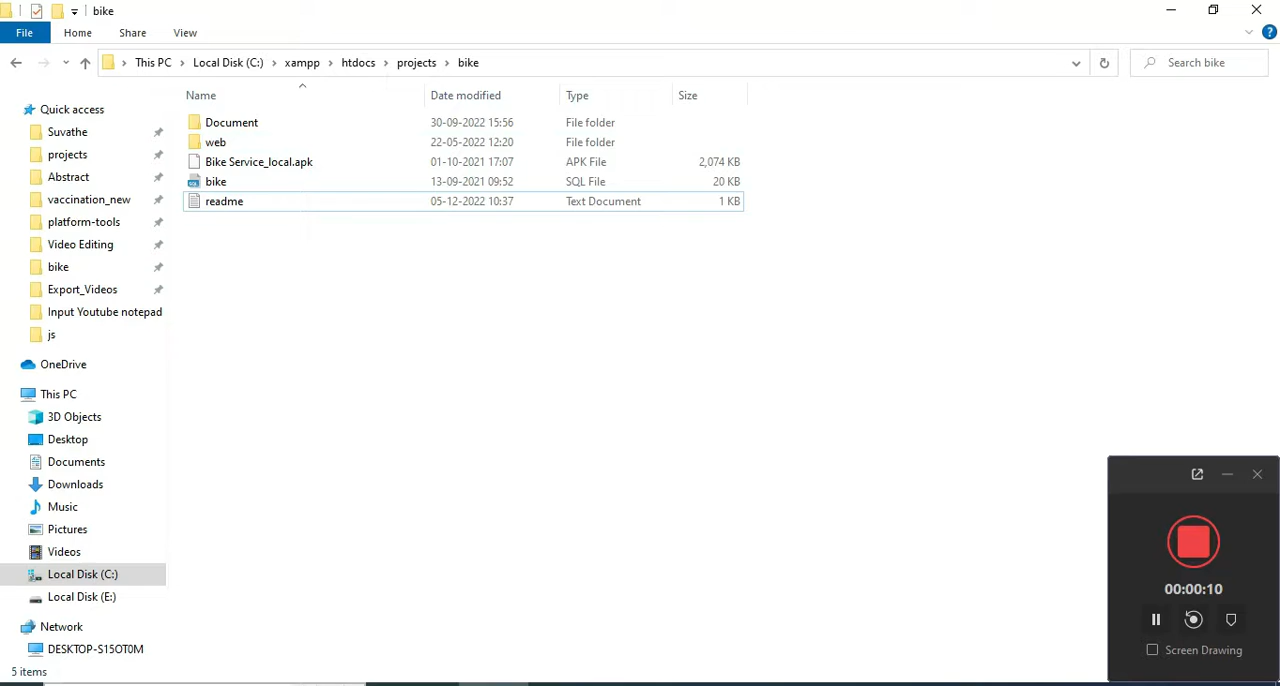 bike
File Home Share View
This PC Local Disk (C:) xampp htdocs projects bike Search bike
Name Date modified Type Size
Document 30-09-2022 15:56 File folder
web 22-05-2022 12:20 File folder
Bike Service_local.apk 01-10-2021 17:07 APK File 2,074 KB
bike 13-09-2021 09:52 SQL File 20 KB
readme 05-12-2022 10:37 Text Document 1 KB
Quick access
Suvathe
projects
Abstract
vaccination_new
platform-tools
Video Editing
bike
Export_Videos
Input Youtube notepad
js
OneDrive
This PC
3D Objects
Desktop
Documents
Downloads
Music
Pictures
Videos
Local Disk (C:)
Local Disk (E:)
Network
DESKTOP-S15OT0M
5 items
00:00:10
Screen Drawing